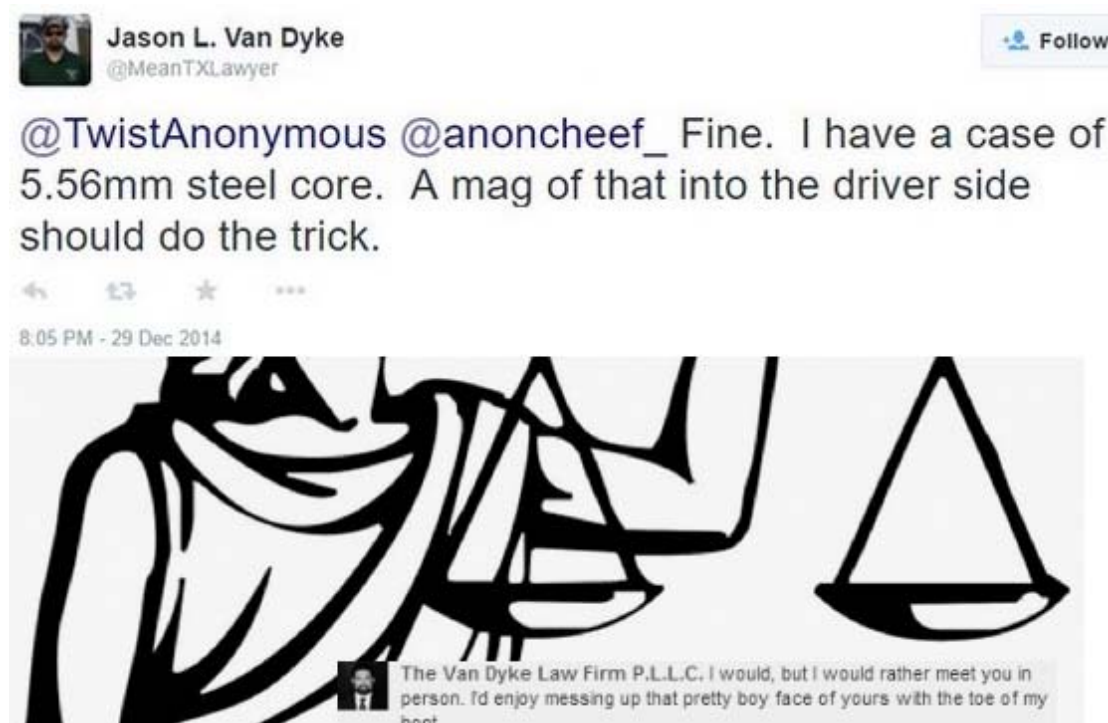 Jason L. Van Dyke
@MeanTXLawyer
Follow
@TwistAnonymous @anoncheef_ Fine. I have a case of
5.56mm steel core. A mag of that into the driver side
should do the trick.
8:05 PM - 29 Dec 2014
The Van Dyke Law Firm P.L.L.C. I would, but I would rather meet you in
person. I'd enjoy messing up that pretty boy face of yours with the toe of my